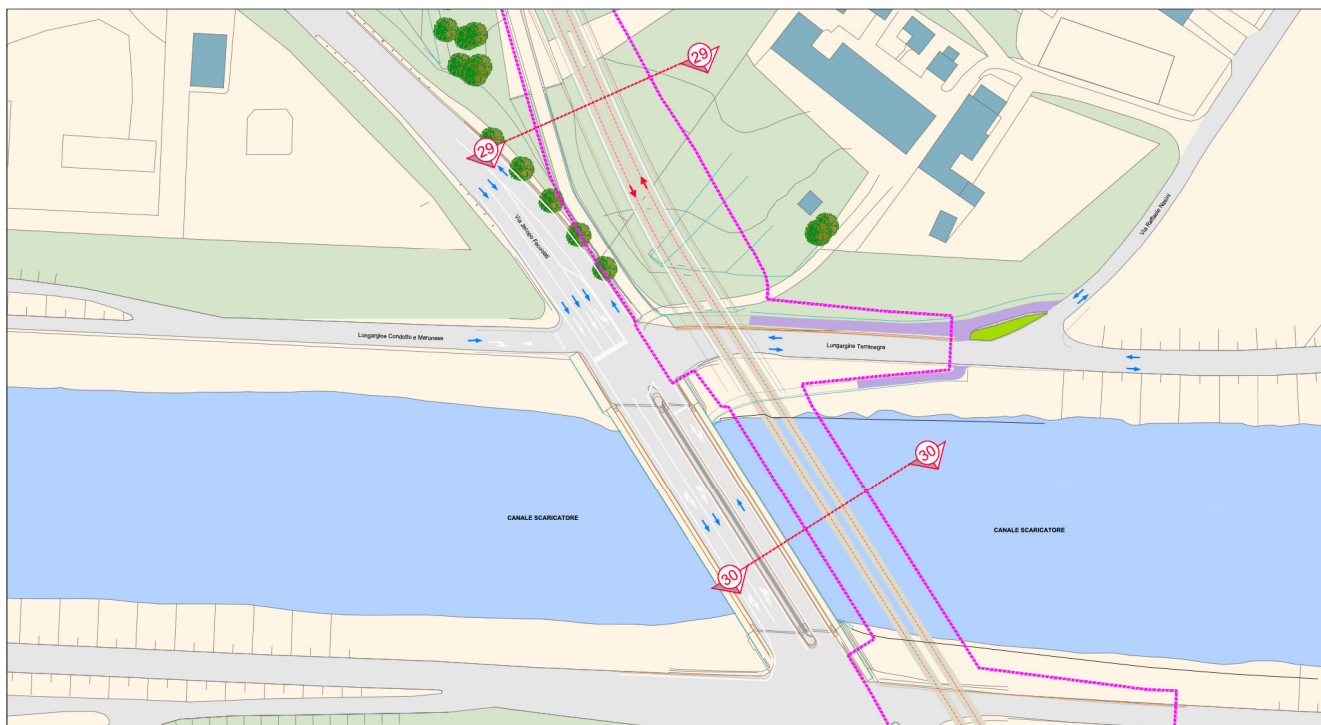 29
29
Via Jacopo Facciolati
Via Raffaele Nasini
Lungargine Condotto e Maronese
Lungargine Terranegra
30
CANALE SCARICATORE
CANALE SCARICATORE
30